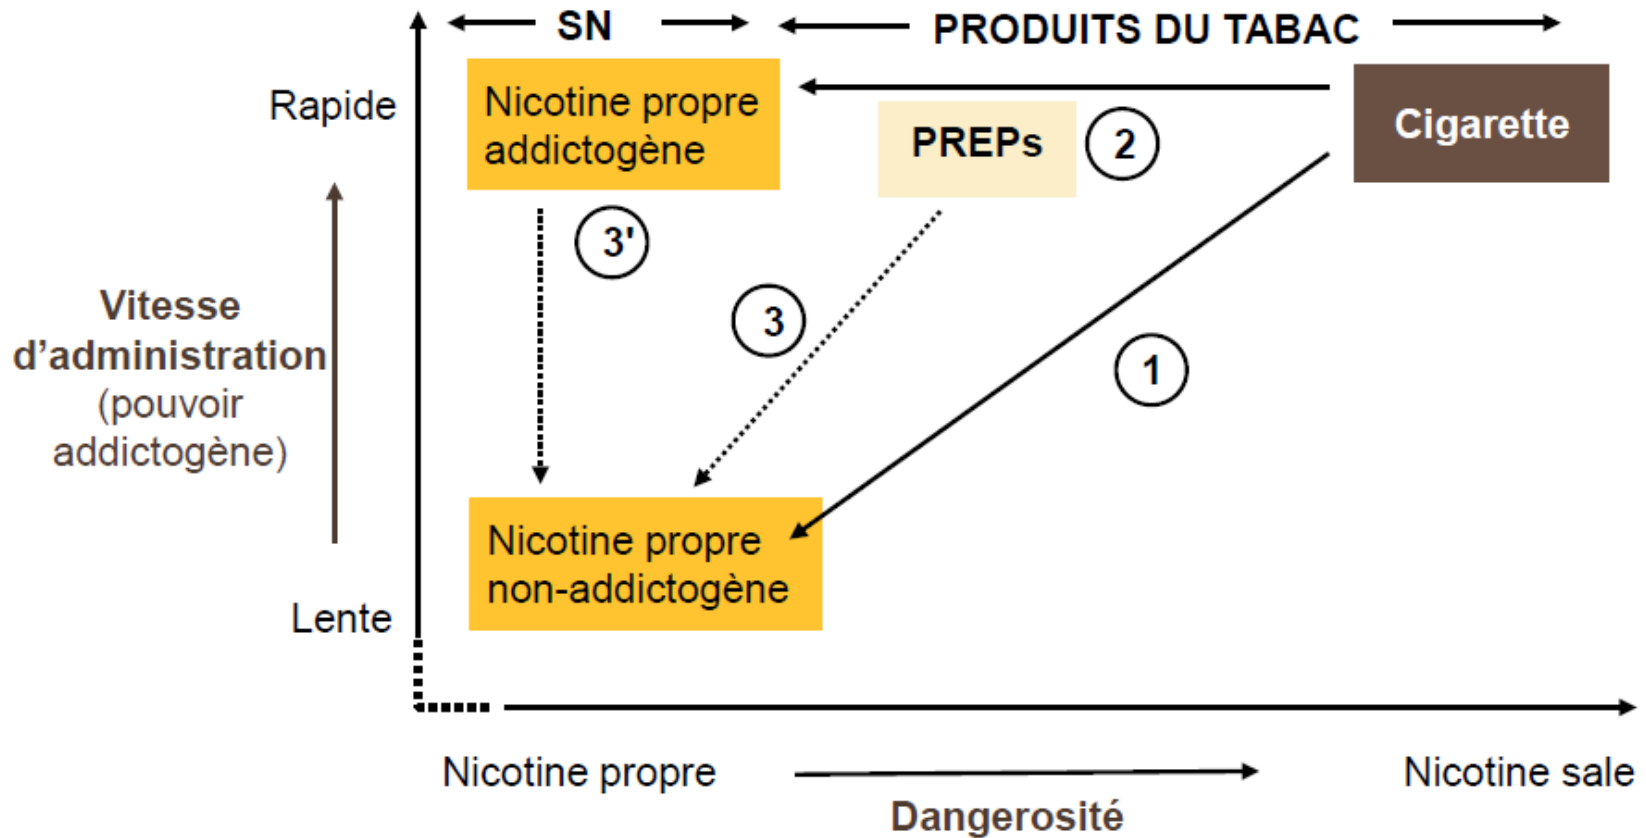 SN
PRODUITS DU TABAC
Rapide
Nicotine propre
addictogène
PREPs
2
Cigarette
3'
Vitesse
d’administration
(pouvoir
addictogène)
3
1
Nicotine propre
non-addictogène
Lente
Nicotine propre
Nicotine sale
Dangerosité